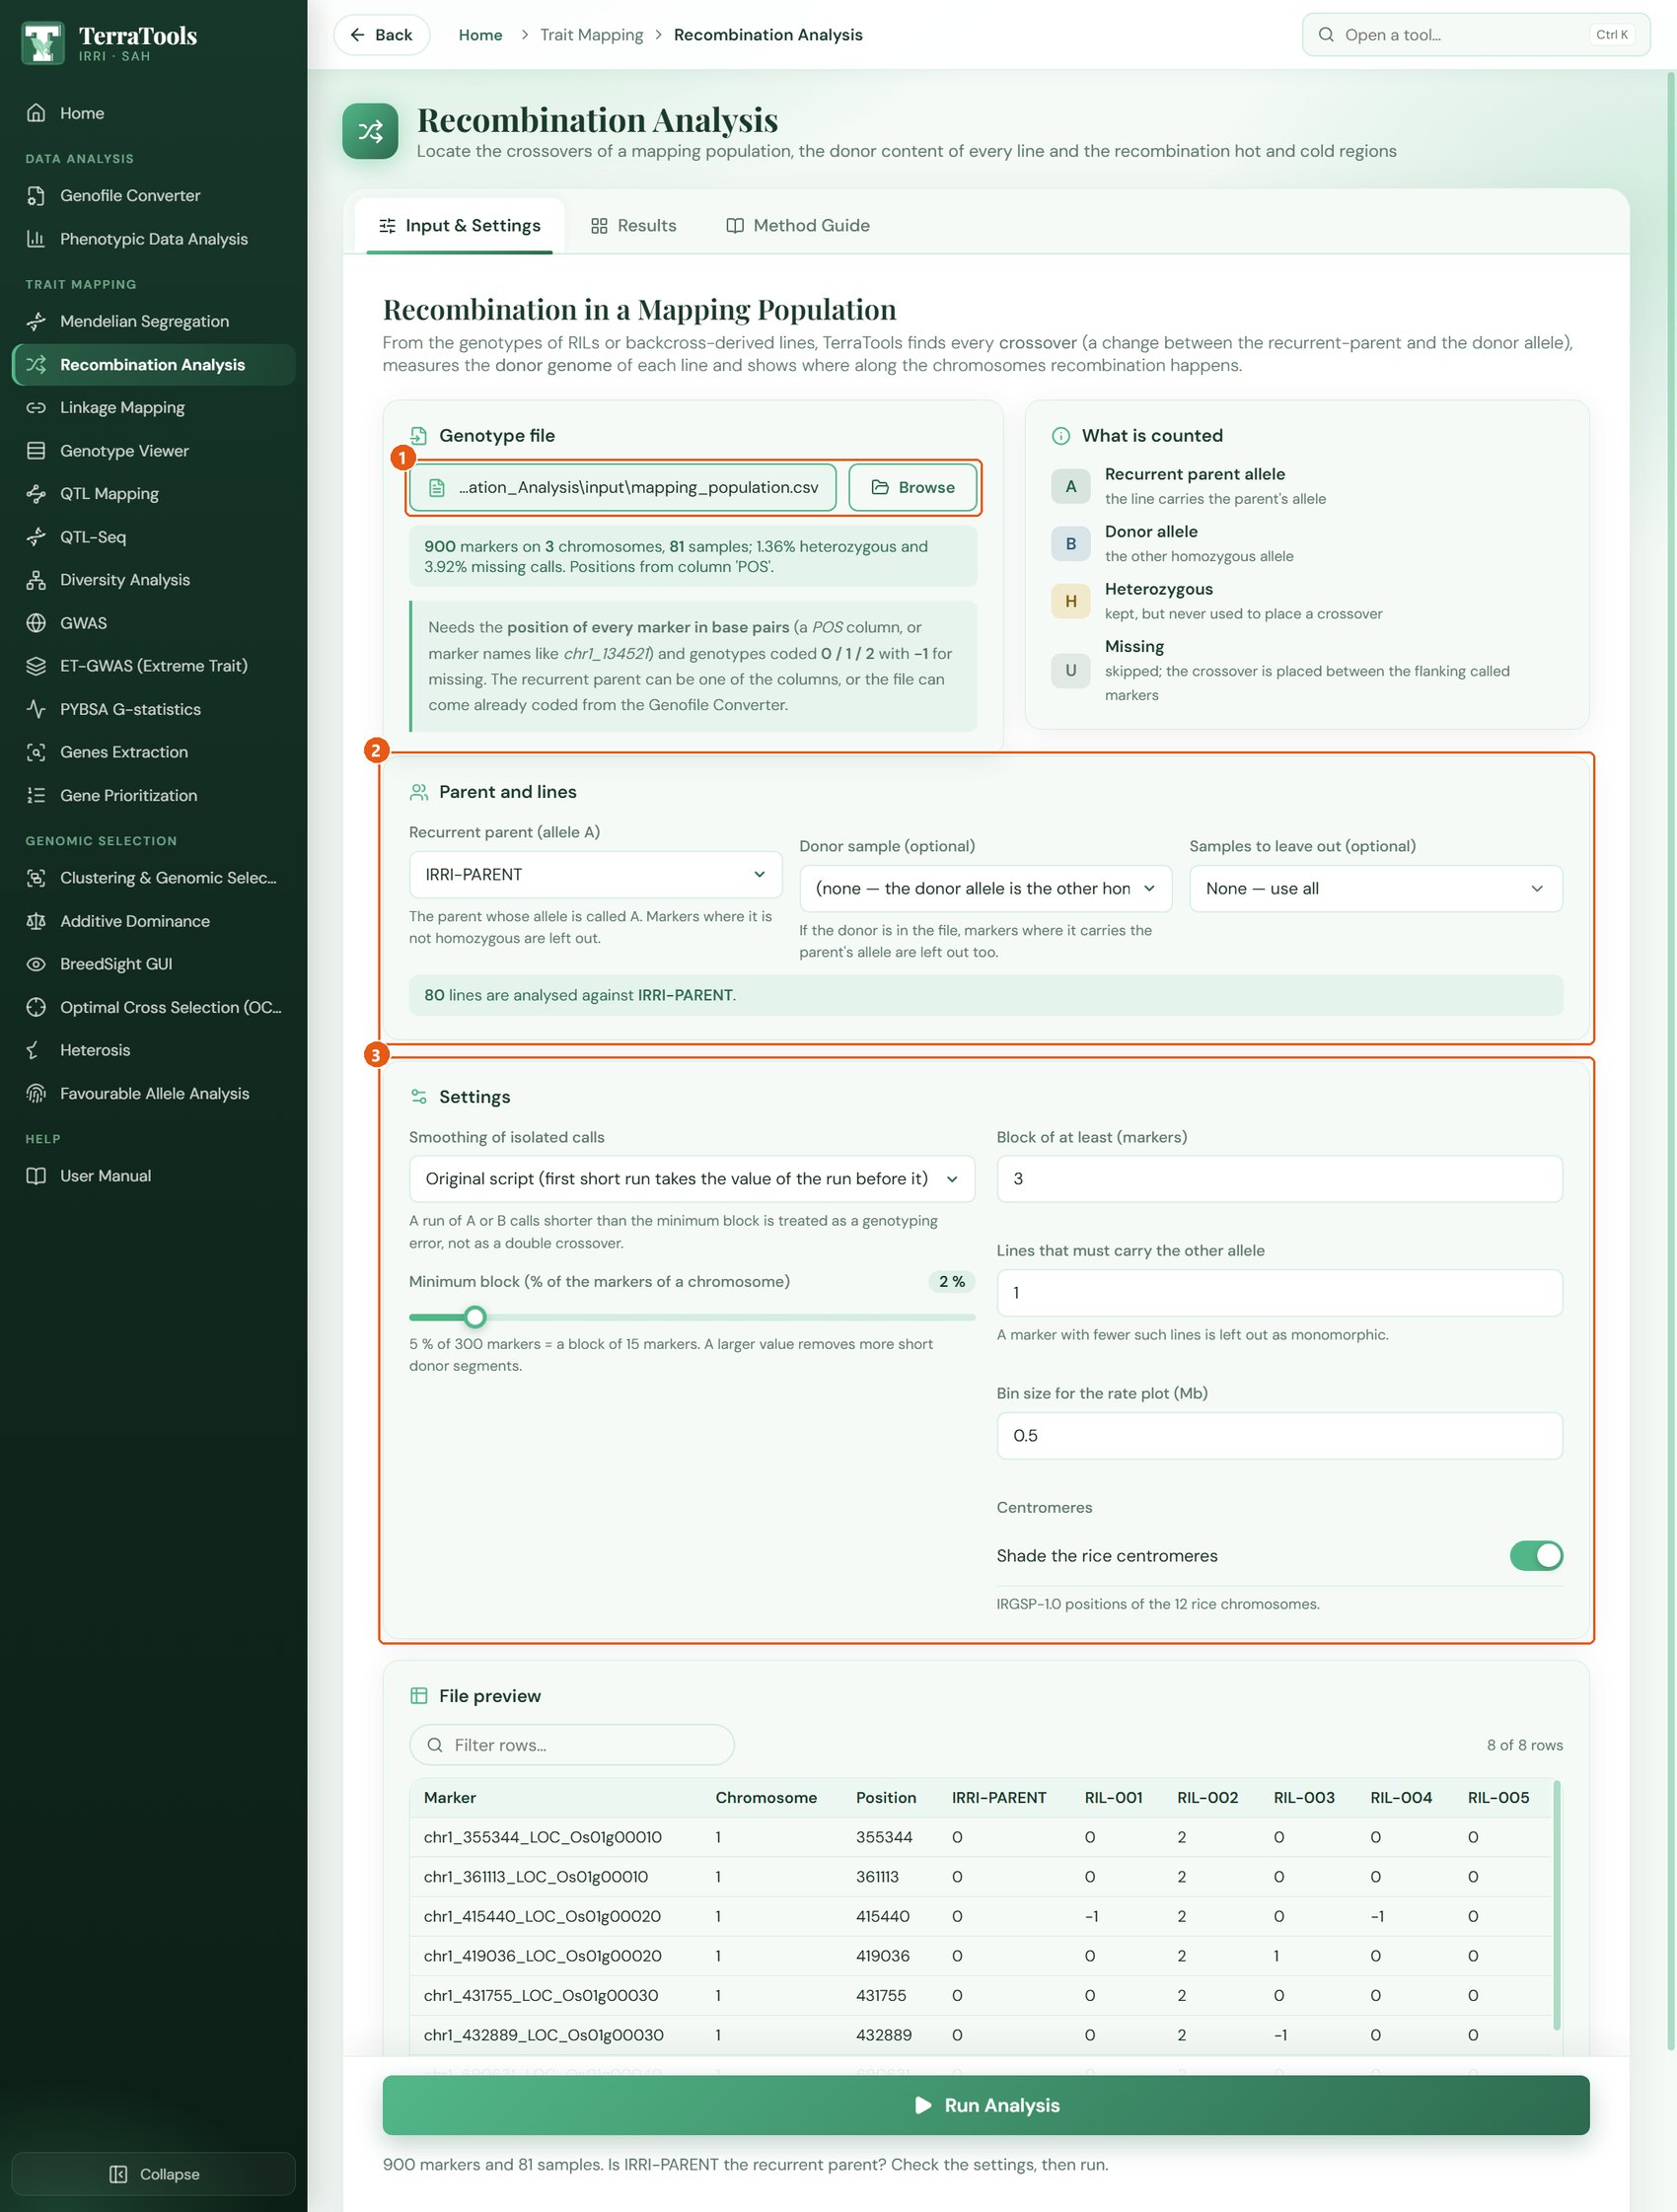 TerraTools
IRRI · SAH
Home
DATA ANALYSIS
Genofile Converter
Phenotypic Data Analysis
TRAIT MAPPING
Mendelian Segregation
Recombination Analysis
Linkage Mapping
Genotype Viewer
QTL Mapping
QTL-Seq
Diversity Analysis
GWAS
ET-GWAS (Extreme Trait)
PYBSA G-statistics
Genes Extraction
Gene Prioritization
GENOMIC SELECTION
Clustering & Genomic Selec...
Additive Dominance
BreedSight GUI
Optimal Cross Selection (OC...
Heterosis
Favourable Allele Analysis
HELP
User Manual
Collapse
Back
Home > Trait Mapping > Recombination Analysis
Open a tool...
Ctrl K
Recombination Analysis
Locate the crossovers of a mapping population, the donor content of every line and the recombination hot and cold regions
Input & Settings
Results
Method Guide
Recombination in a Mapping Population
From the genotypes of RILs or backcross-derived lines, TerraTools finds every crossover (a change between the recurrent-parent and the donor allele),
measures the donor genome of each line and shows where along the chromosomes recombination happens.
Genotype file
1
...ation_Analysis\input\mapping_population.csv
Browse
900 markers on 3 chromosomes, 81 samples; 1.36% heterozygous and
3.92% missing calls. Positions from column 'POS'.
Needs the position of every marker in base pairs (a POS column, or
marker names like chr1_134521) and genotypes coded 0 / 1 / 2 with -1 for
missing. The recurrent parent can be one of the columns, or the file can
come already coded from the Genofile Converter.
What is counted
A
Recurrent parent allele
the line carries the parent's allele
B
Donor allele
the other homozygous allele
H
Heterozygous
kept, but never used to place a crossover
U
Missing
skipped; the crossover is placed between the flanking called
markers
2
Parent and lines
Recurrent parent (allele A)
IRRI-PARENT
The parent whose allele is called A. Markers where it is
not homozygous are left out.
Donor sample (optional)
(none — the donor allele is the other hon
If the donor is in the file, markers where it carries the
parent's allele are left out too.
Samples to leave out (optional)
None — use all
80 lines are analysed against IRRI-PARENT.
3
Settings
Smoothing of isolated calls
Original script (first short run takes the value of the run before it)
A run of A or B calls shorter than the minimum block is treated as a genotyping
error, not as a double crossover.
Minimum block (% of the markers of a chromosome)
2 %
5 % of 300 markers = a block of 15 markers. A larger value removes more short
donor segments.
Block of at least (markers)
3
Lines that must carry the other allele
1
A marker with fewer such lines is left out as monomorphic.
Bin size for the rate plot (Mb)
0.5
Centromeres
Shade the rice centromeres
IRGSP-1.0 positions of the 12 rice chromosomes.
File preview
Filter rows...
8 of 8 rows
Marker Chromosome Position IRRI-PARENT RIL-001 RIL-002 RIL-003 RIL-004 RIL-005
chr1_355344_LOC_Os01g00010 1 355344 0 0 2 0 0 0
chr1_361113_LOC_Os01g00010 1 361113 0 0 2 0 0 0
chr1_415440_LOC_Os01g00020 1 415440 0 -1 2 0 -1 0
chr1_419036_LOC_Os01g00020 1 419036 0 0 2 1 0 0
chr1_431755_LOC_Os01g00030 1 431755 0 0 2 0 0 0
chr1_432889_LOC_Os01g00030 1 432889 0 0 2 -1 0 0
Run Analysis
900 markers and 81 samples. Is IRRI-PARENT the recurrent parent? Check the settings, then run.